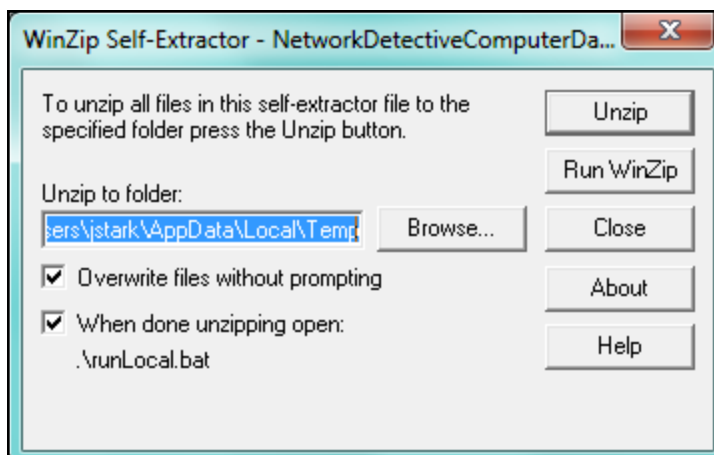 WinZip Self-Extractor - NetworkDetectiveComputerDa...
To unzip all files in this self-extractor file to the
specified folder press the Unzip button.
Unzip to folder:
sers\jstark\AppData\Local\Temp
Browse...
Overwrite files without prompting
When done unzipping open:
.\runLocal.bat
Unzip
Run WinZip
Close
About
Help